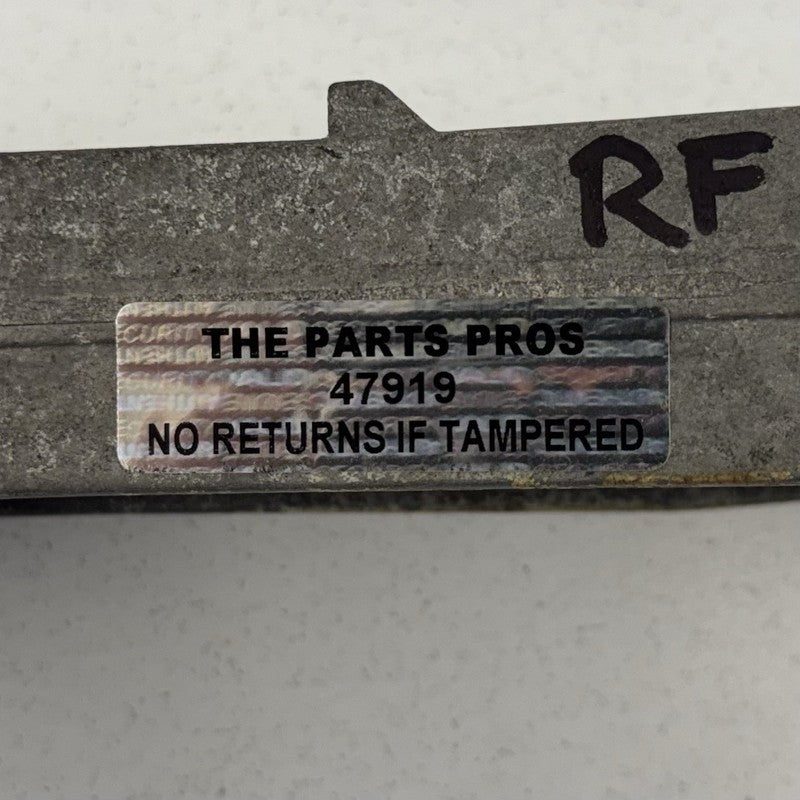 RF
THE PARTS PROS
47919
NO RETURNS IF TAMPERED